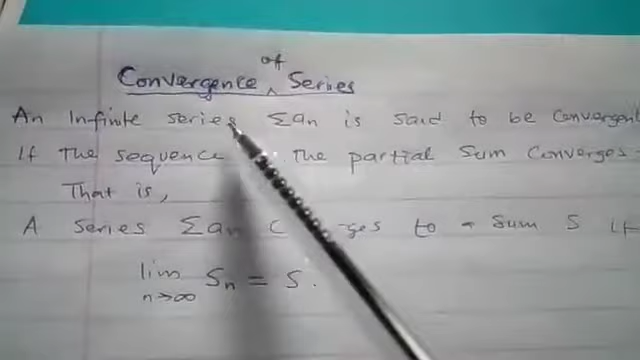 Convergence of Series
An Infinite series Σan is said to be Convergent
If the sequence the partial Sum Converges
That is,
A Series Σan to a Sum S if
lim n→∞ Sn = S.